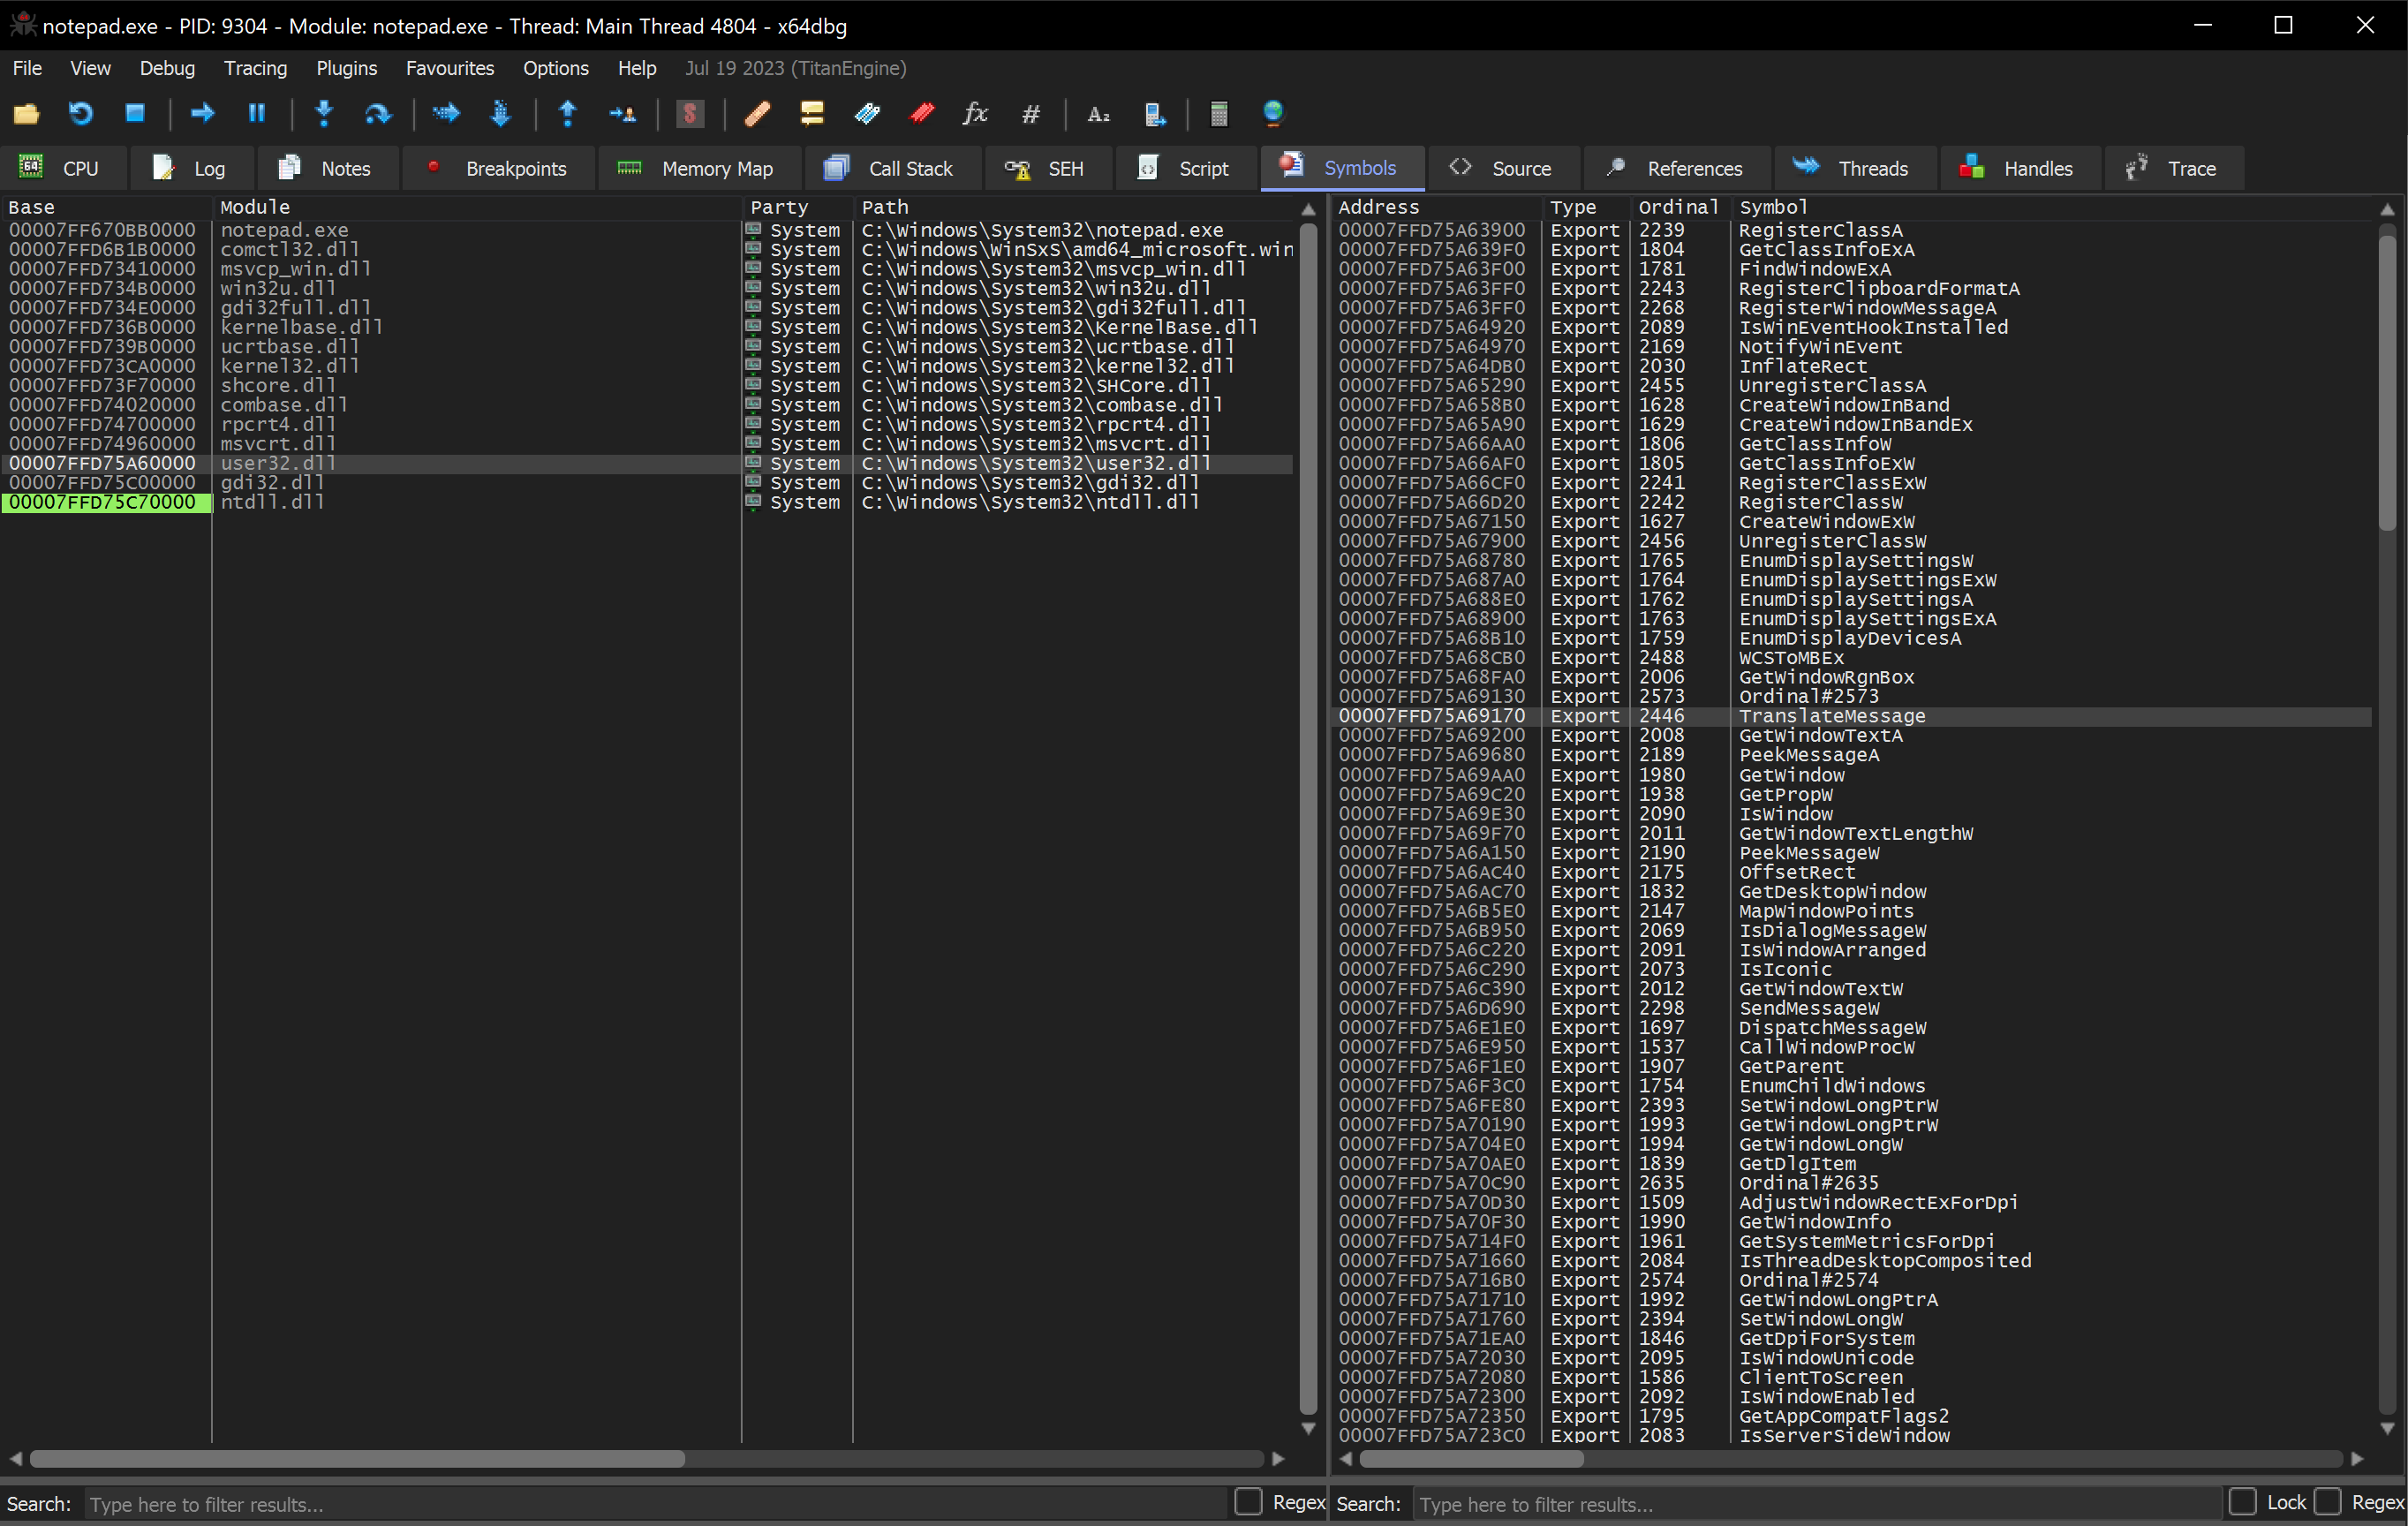 notepad.exe - PID: 9304 - Module: notepad.exe - Thread: Main Thread 4804 - x64dbg
File View Debug Tracing Plugins Favourites Options Help Jul 19 2023 (TitanEngine)
CPU Log Notes Breakpoints Memory Map Call Stack SEH Script Symbols Source References Threads Handles Trace
Base Module Party Path
00007FF670BB0000 notepad.exe System C:\Windows\System32\notepad.exe
00007FFD6B1B0000 comctl32.dll System C:\Windows\WinSxS\amd64_microsoft.win
00007FFD73410000 msvcp_win.dll System C:\Windows\System32\msvcp_win.dll
00007FFD734B0000 win32u.dll System C:\Windows\System32\win32u.dll
00007FFD734E0000 gdi32full.dll System C:\Windows\System32\gdi32full.dll
00007FFD736B0000 kernelbase.dll System C:\Windows\System32\KernelBase.dll
00007FFD739B0000 ucrtbase.dll System C:\Windows\System32\ucrtbase.dll
00007FFD73CA0000 kernel32.dll System C:\Windows\System32\kernel32.dll
00007FFD73F70000 shcore.dll System C:\Windows\System32\SHCore.dll
00007FFD74020000 combase.dll System C:\Windows\System32\combase.dll
00007FFD74700000 rpcrt4.dll System C:\Windows\System32\rpcrt4.dll
00007FFD74960000 msvcrt.dll System C:\Windows\System32\msvcrt.dll
00007FFD75A60000 user32.dll System C:\Windows\System32\user32.dll
00007FFD75C00000 gdi32.dll System C:\Windows\System32\gdi32.dll
00007FFD75C70000 ntdll.dll System C:\Windows\System32\ntdll.dll
Search: Type here to filter results... Regex
Address Type Ordinal Symbol
00007FFD75A63900 Export 2239 RegisterClassA
00007FFD75A639F0 Export 1804 GetClassInfoExA
00007FFD75A63F00 Export 1781 FindWindowExA
00007FFD75A63FF0 Export 2243 RegisterClipboardFormatA
00007FFD75A63FF0 Export 2268 RegisterWindowMessageA
00007FFD75A64920 Export 2089 IsWinEventHookInstalled
00007FFD75A64970 Export 2169 NotifyWinEvent
00007FFD75A64DB0 Export 2030 InflateRect
00007FFD75A65290 Export 2455 UnregisterClassA
00007FFD75A658B0 Export 1628 CreateWindowInBand
00007FFD75A65A90 Export 1629 CreateWindowInBandEx
00007FFD75A66AA0 Export 1806 GetClassInfoW
00007FFD75A66AF0 Export 1805 GetClassInfoExW
00007FFD75A66CF0 Export 2241 RegisterClassExW
00007FFD75A66D20 Export 2242 RegisterClassW
00007FFD75A67150 Export 1627 CreateWindowExW
00007FFD75A67900 Export 2456 UnregisterClassW
00007FFD75A68780 Export 1765 EnumDisplaySettingsW
00007FFD75A687A0 Export 1764 EnumDisplaySettingsExW
00007FFD75A688E0 Export 1762 EnumDisplaySettingsA
00007FFD75A68900 Export 1763 EnumDisplaySettingsExA
00007FFD75A68B10 Export 1759 EnumDisplayDevicesA
00007FFD75A68CB0 Export 2488 WCSToMBEx
00007FFD75A68FA0 Export 2006 GetWindowRgnBox
00007FFD75A69130 Export 2573 Ordinal#2573
00007FFD75A69170 Export 2446 TranslateMessage
00007FFD75A69200 Export 2008 GetWindowTextA
00007FFD75A69680 Export 2189 PeekMessageA
00007FFD75A69AA0 Export 1980 GetWindow
00007FFD75A69C20 Export 1938 GetPropW
00007FFD75A69E30 Export 2090 IsWindow
00007FFD75A69F70 Export 2011 GetWindowTextLengthW
00007FFD75A6A150 Export 2190 PeekMessageW
00007FFD75A6AC40 Export 2175 OffsetRect
00007FFD75A6AC70 Export 1832 GetDesktopWindow
00007FFD75A6B5E0 Export 2147 MapWindowPoints
00007FFD75A6B950 Export 2069 IsDialogMessageW
00007FFD75A6C220 Export 2091 IsWindowArranged
00007FFD75A6C290 Export 2073 IsIconic
00007FFD75A6C390 Export 2012 GetWindowTextW
00007FFD75A6D690 Export 2298 SendMessageW
00007FFD75A6E1E0 Export 1697 DispatchMessageW
00007FFD75A6E950 Export 1537 CallWindowProcW
00007FFD75A6F1E0 Export 1907 GetParent
00007FFD75A6F3C0 Export 1754 EnumChildWindows
00007FFD75A6FE80 Export 2393 SetWindowLongPtrW
00007FFD75A70190 Export 1993 GetWindowLongPtrW
00007FFD75A704E0 Export 1994 GetWindowLongW
00007FFD75A70AE0 Export 1839 GetDlgItem
00007FFD75A70C90 Export 2635 Ordinal#2635
00007FFD75A70D30 Export 1509 AdjustWindowRectExForDpi
00007FFD75A70F30 Export 1990 GetWindowInfo
00007FFD75A714F0 Export 1961 GetSystemMetricsForDpi
00007FFD75A71660 Export 2084 IsThreadDesktopComposited
00007FFD75A716B0 Export 2574 Ordinal#2574
00007FFD75A71710 Export 1992 GetWindowLongPtrA
00007FFD75A71760 Export 2394 SetWindowLongW
00007FFD75A71EA0 Export 1846 GetDpiForSystem
00007FFD75A72030 Export 2095 IsWindowUnicode
00007FFD75A72080 Export 1586 ClientToScreen
00007FFD75A72300 Export 2092 IsWindowEnabled
00007FFD75A72350 Export 1795 GetAppCompatFlags2
00007FFD75A723C0 Export 2083 IsServerSideWindow
Search: Type here to filter results... Lock Regex